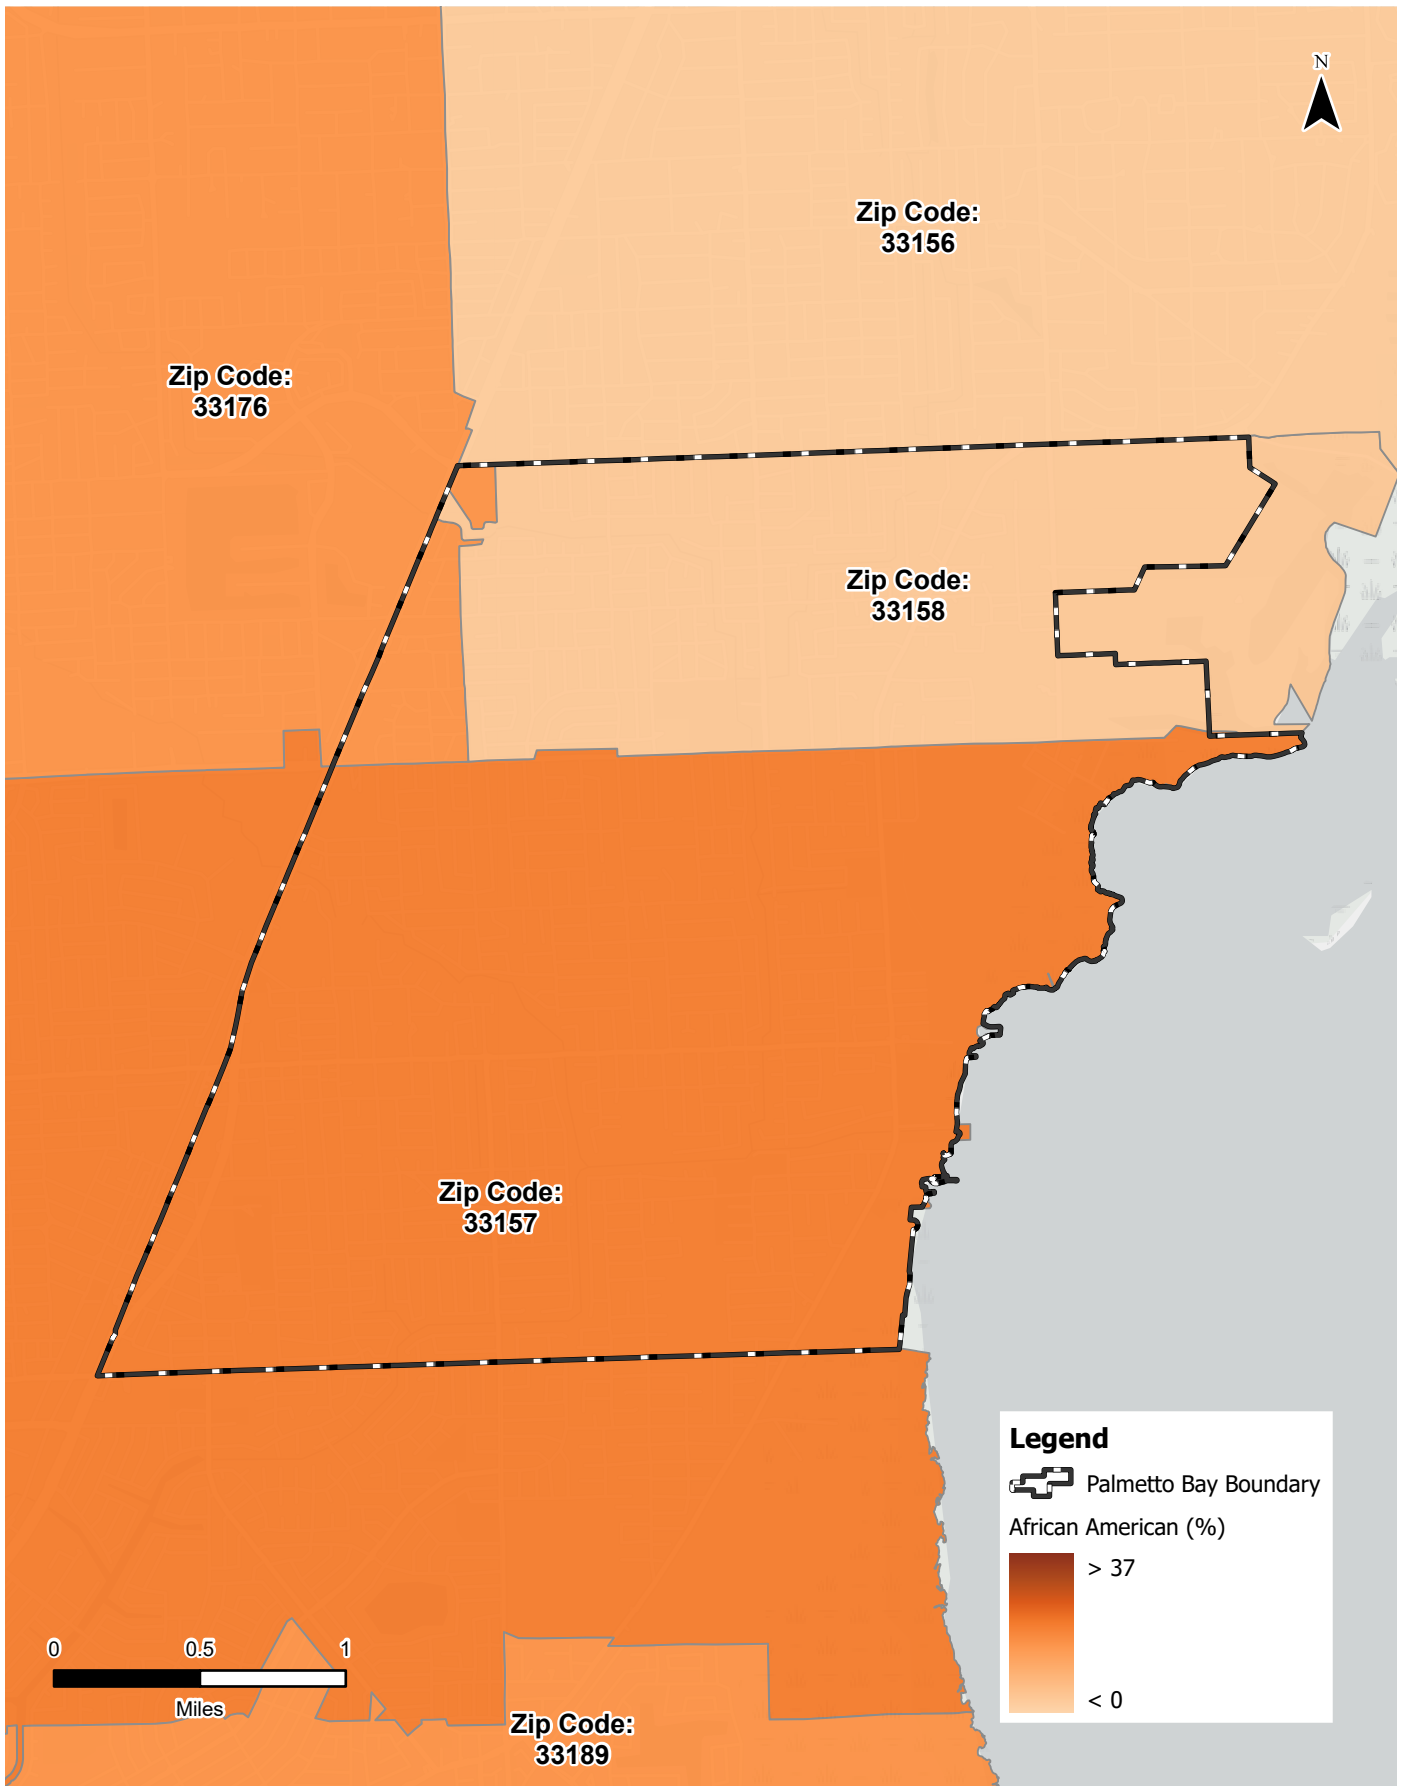 N
Zip Code:
33156
Zip Code:
33176
Zip Code:
33158
Zip Code:
33157
Legend
Palmetto Bay Boundary
African American (%)
> 37
< 0
0 0.5 1
Miles
Zip Code:
33189